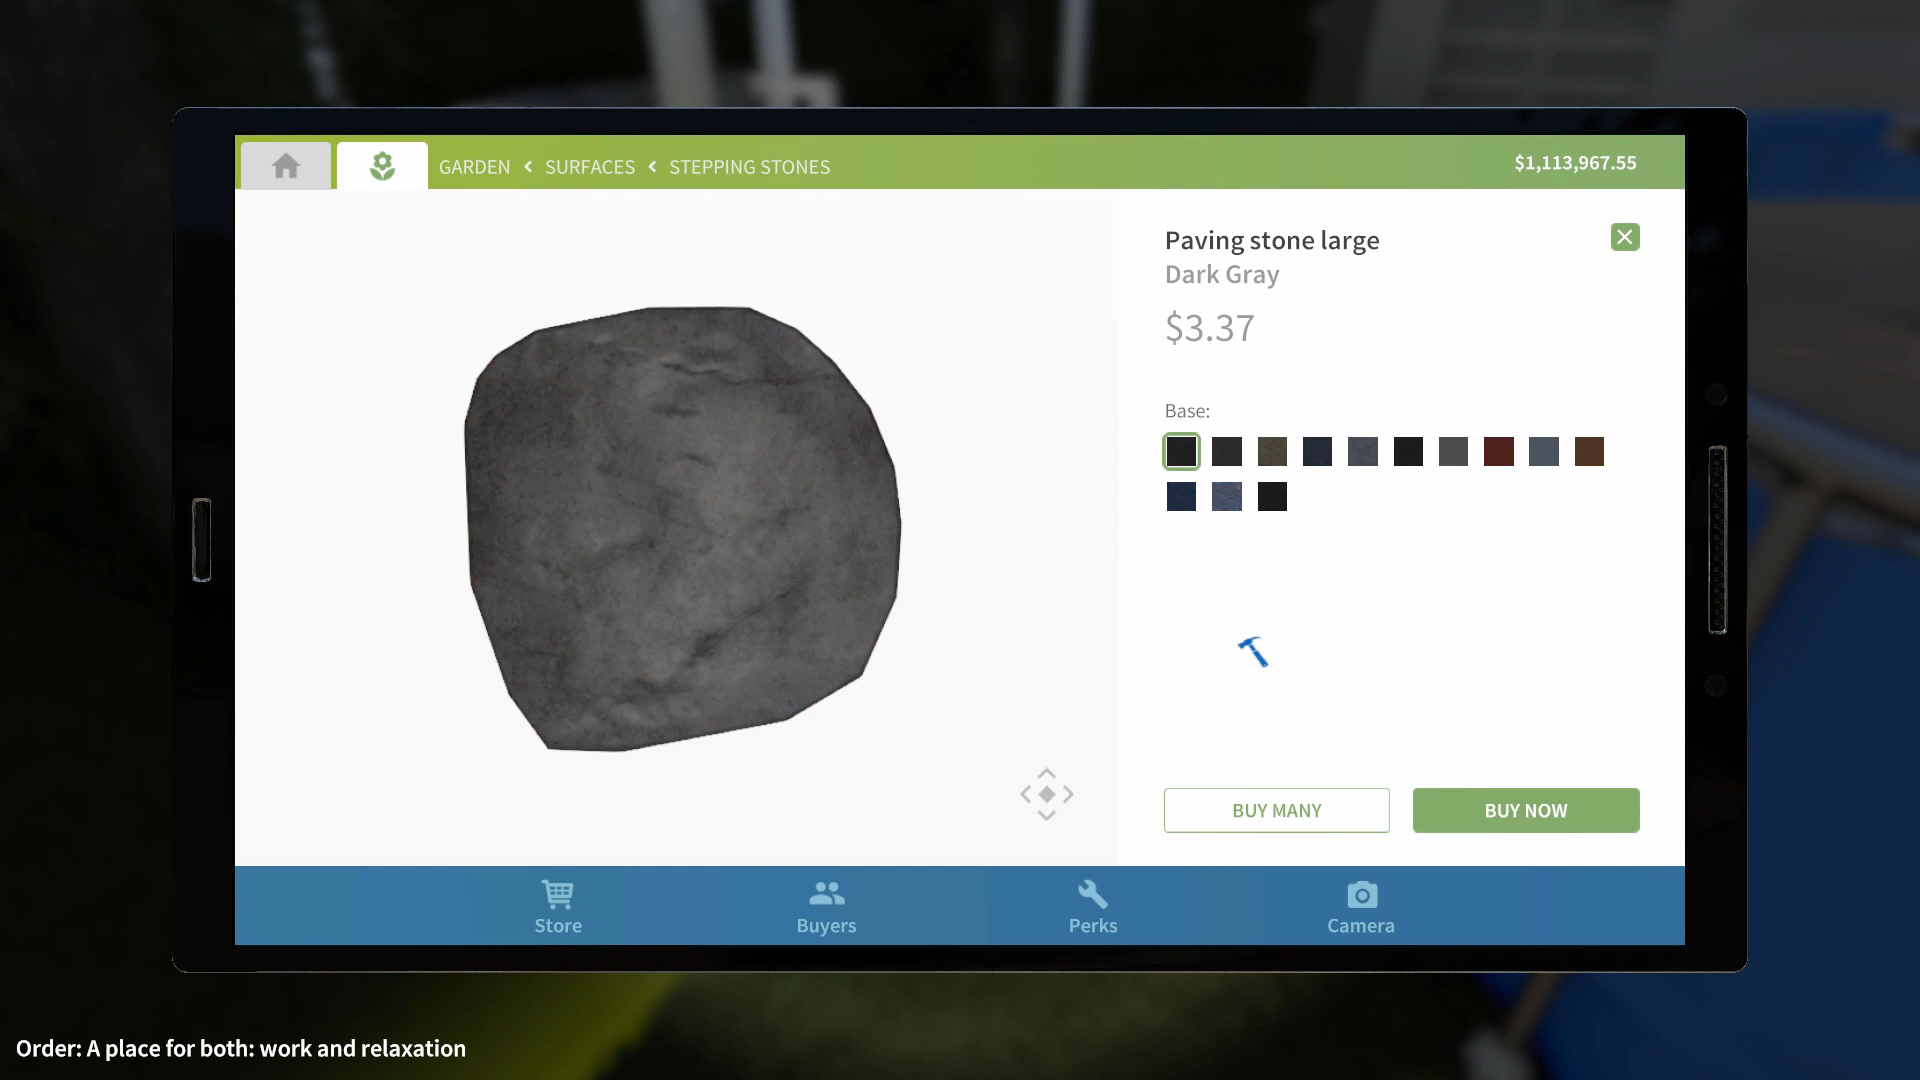 GARDEN < SURFACES < STEPPING STONES
$1,113,967.55
Paving stone large
Dark Gray
$3.37
Base:
BUY MANY
BUY NOW
Store
Buyers
Perks
Camera
Order: A place for both: work and relaxation